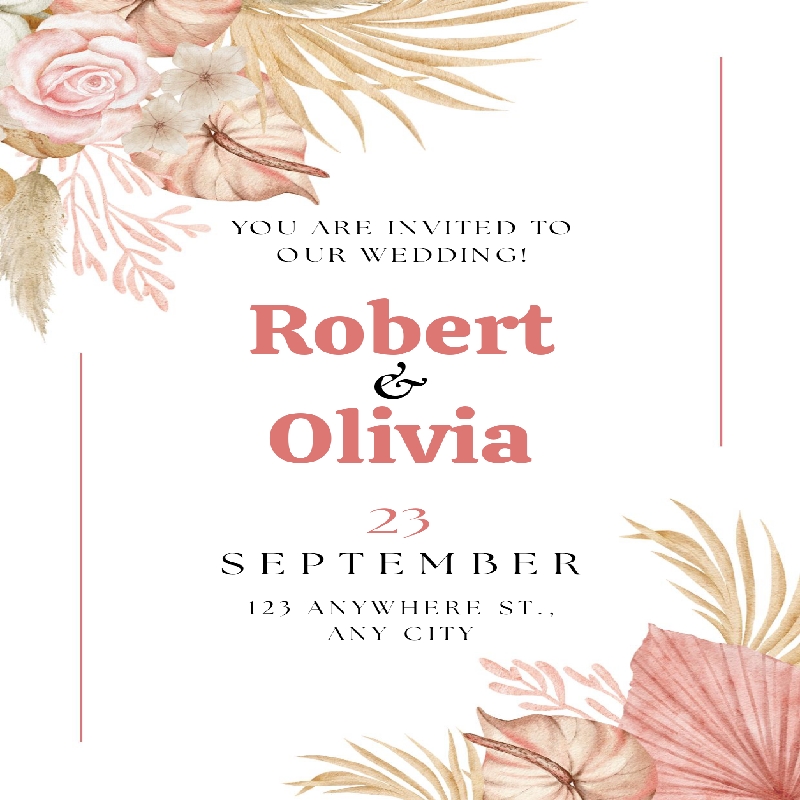 YOU ARE INVITED TO
OUR WEDDING!
Robert
&
Olivia
23
SEPTEMBER
123 ANYWHERE ST.,
ANY CITY